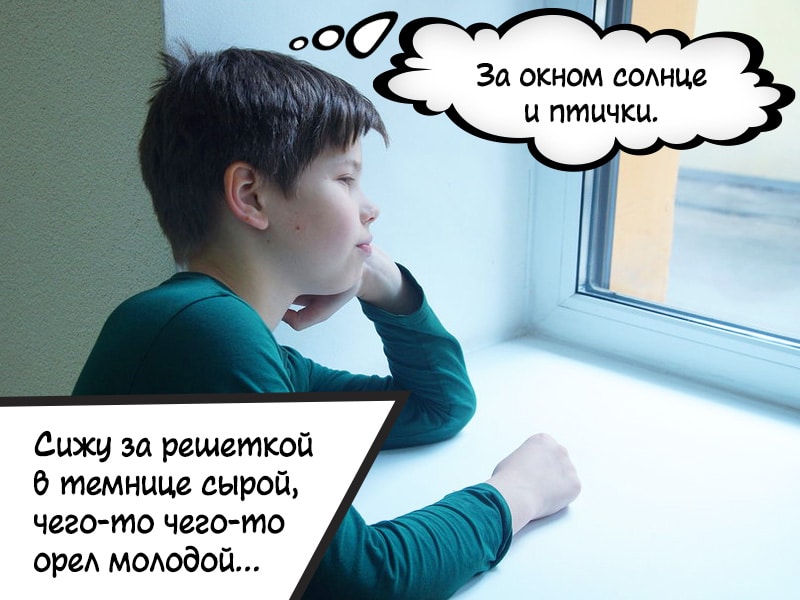 За окном солнце
и птички.
Сижу за решеткой
в темнице сырой,
чего-то чего-то
орел молодой...